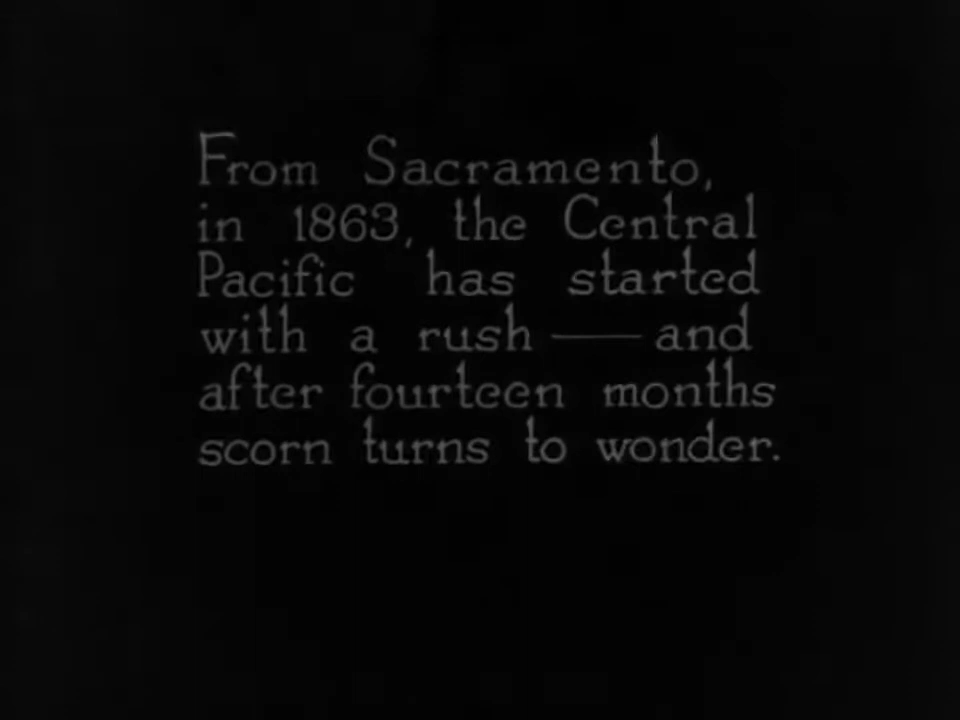 From Sacramento,
in 1863, the Central
Pacific has started
with a rush — and
after fourteen months
scorn turns to wonder.